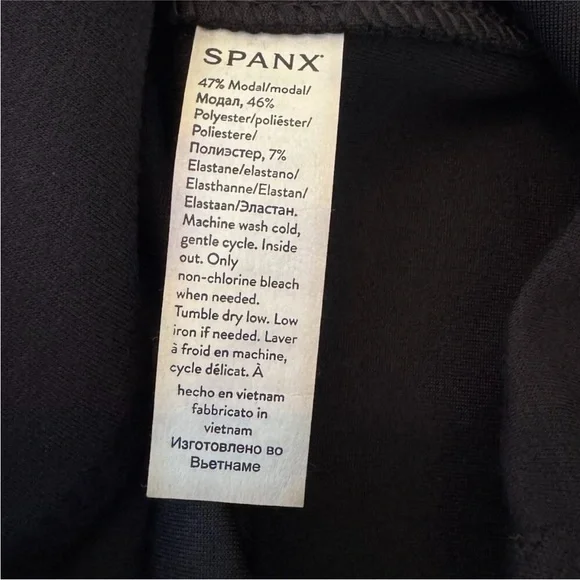 SPANX
47% Modal/modal/
Модал, 46%
Polyester/poliéster/
Poliestere/
Полиэстер, 7%
Elastane/elastano/
Elasthanne/Elastan/
Elastaan/Эластан.
Machine wash cold,
gentle cycle. Inside
out. Only
non-chlorine bleach
when needed.
Tumble dry low. Low
iron if needed. Laver
à froid en machine,
cycle délicat. À
hecho en vietnam
fabbricato in
vietnam
Изготовлено во
Вьетнаме